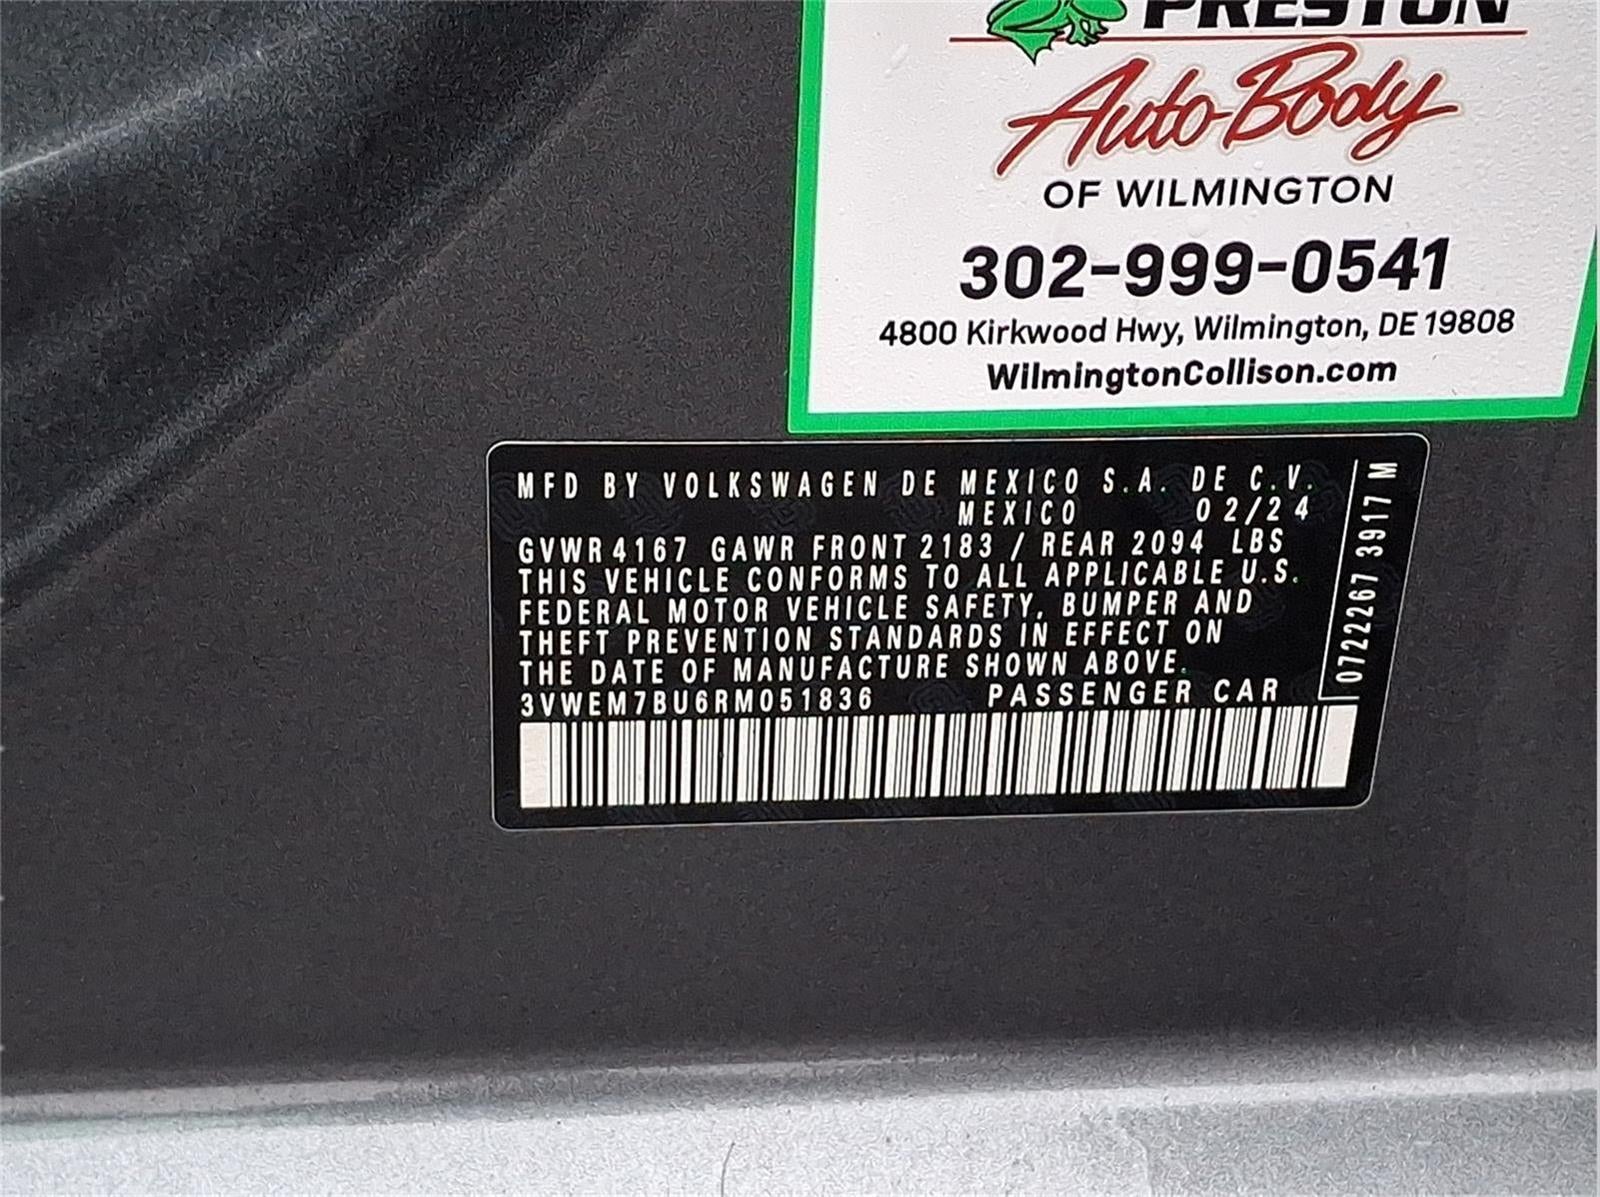 PRESTON
Auto Body
OF WILMINGTON
302-999-0541
4800 Kirkwood Hwy, Wilmington, DE 19808
WilmingtonCollison.com
MFD BY VOLKSWAGEN DE MEXICO S.A. DE C.V.
MEXICO 02/24
GVWR 4167 GAWR FRONT 2183 / REAR 2094 LBS
THIS VEHICLE CONFORMS TO ALL APPLICABLE U.S.
FEDERAL MOTOR VEHICLE SAFETY, BUMPER AND
THEFT PREVENTION STANDARDS IN EFFECT ON
THE DATE OF MANUFACTURE SHOWN ABOVE.
3VWEM7BU6RM051836 PASSENGER CAR
0722267 3917 M